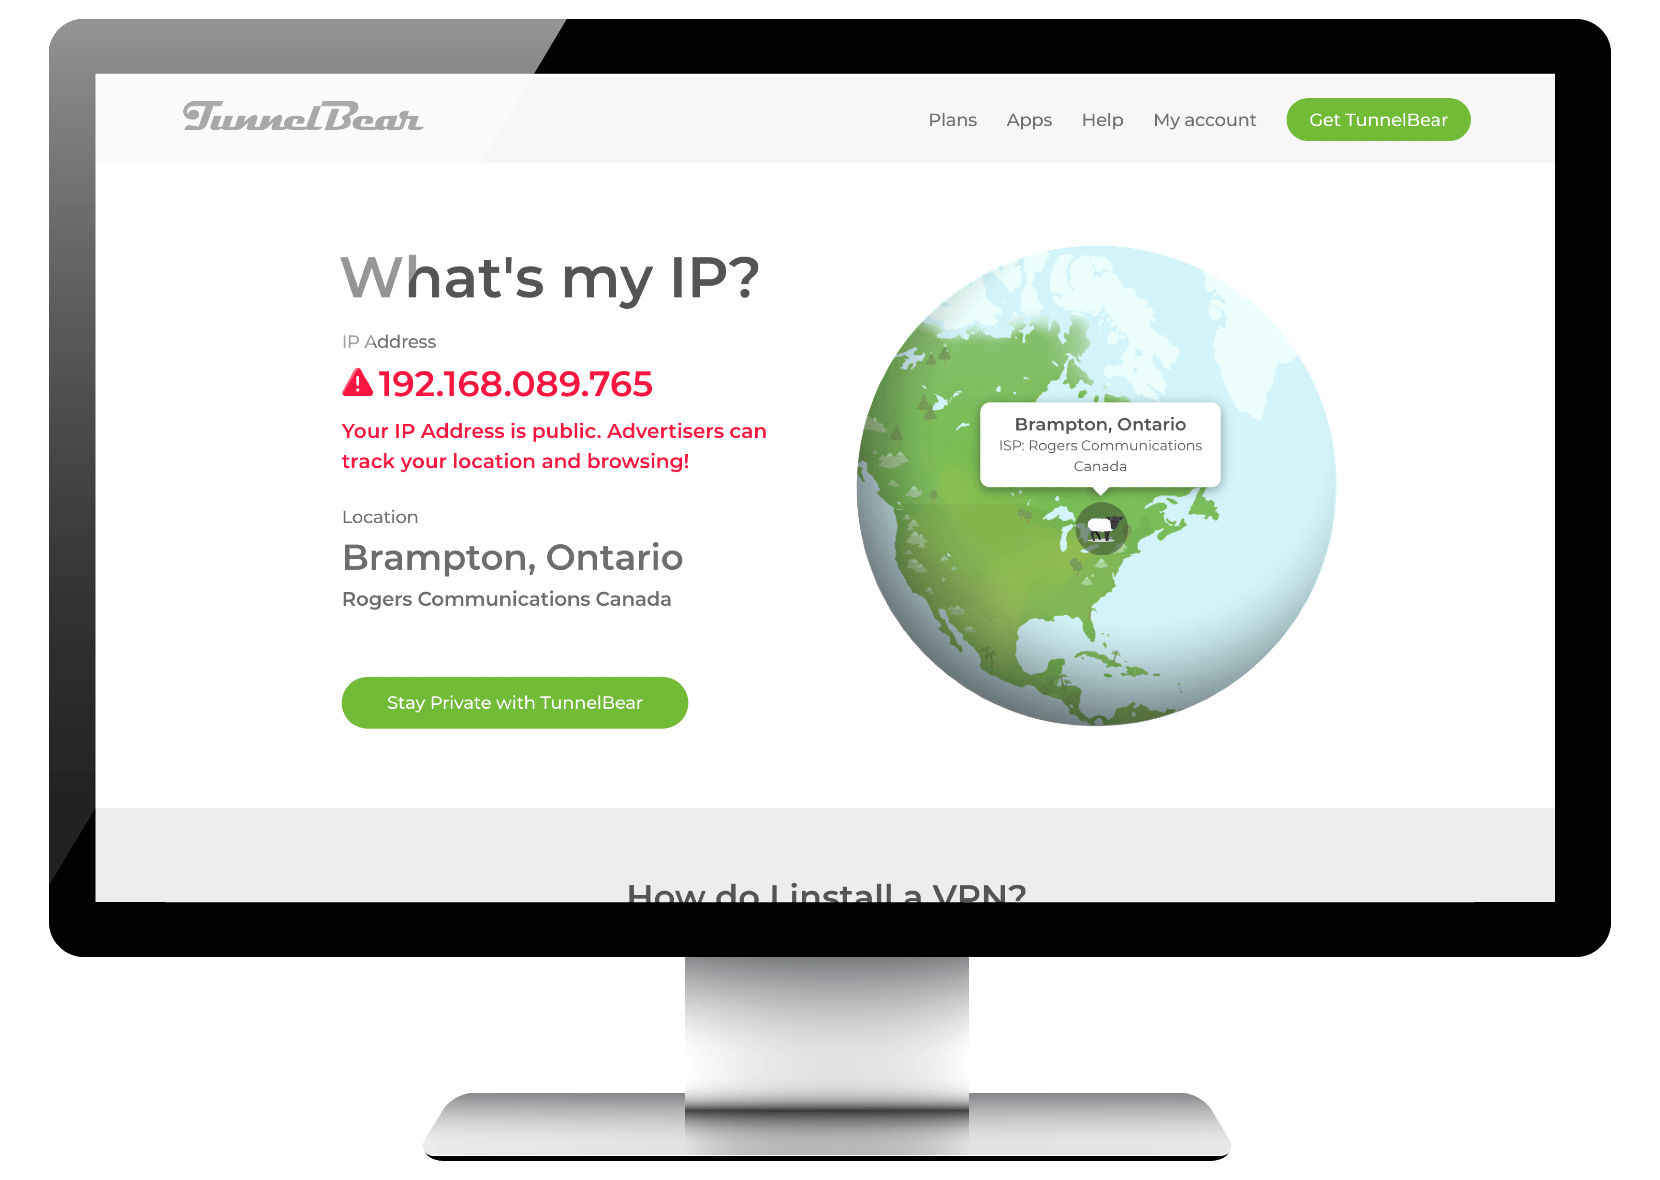 TunnelBear
Plans
Apps
Help
My account
Get TunnelBear
What's my IP?
IP Address
192.168.089.765
Your IP Address is public. Advertisers can
track your location and browsing!
Location
Brampton, Ontario
Rogers Communications Canada
Stay Private with TunnelBear
Brampton, Ontario
ISP: Rogers Communications
Canada
How do I install a VPN?